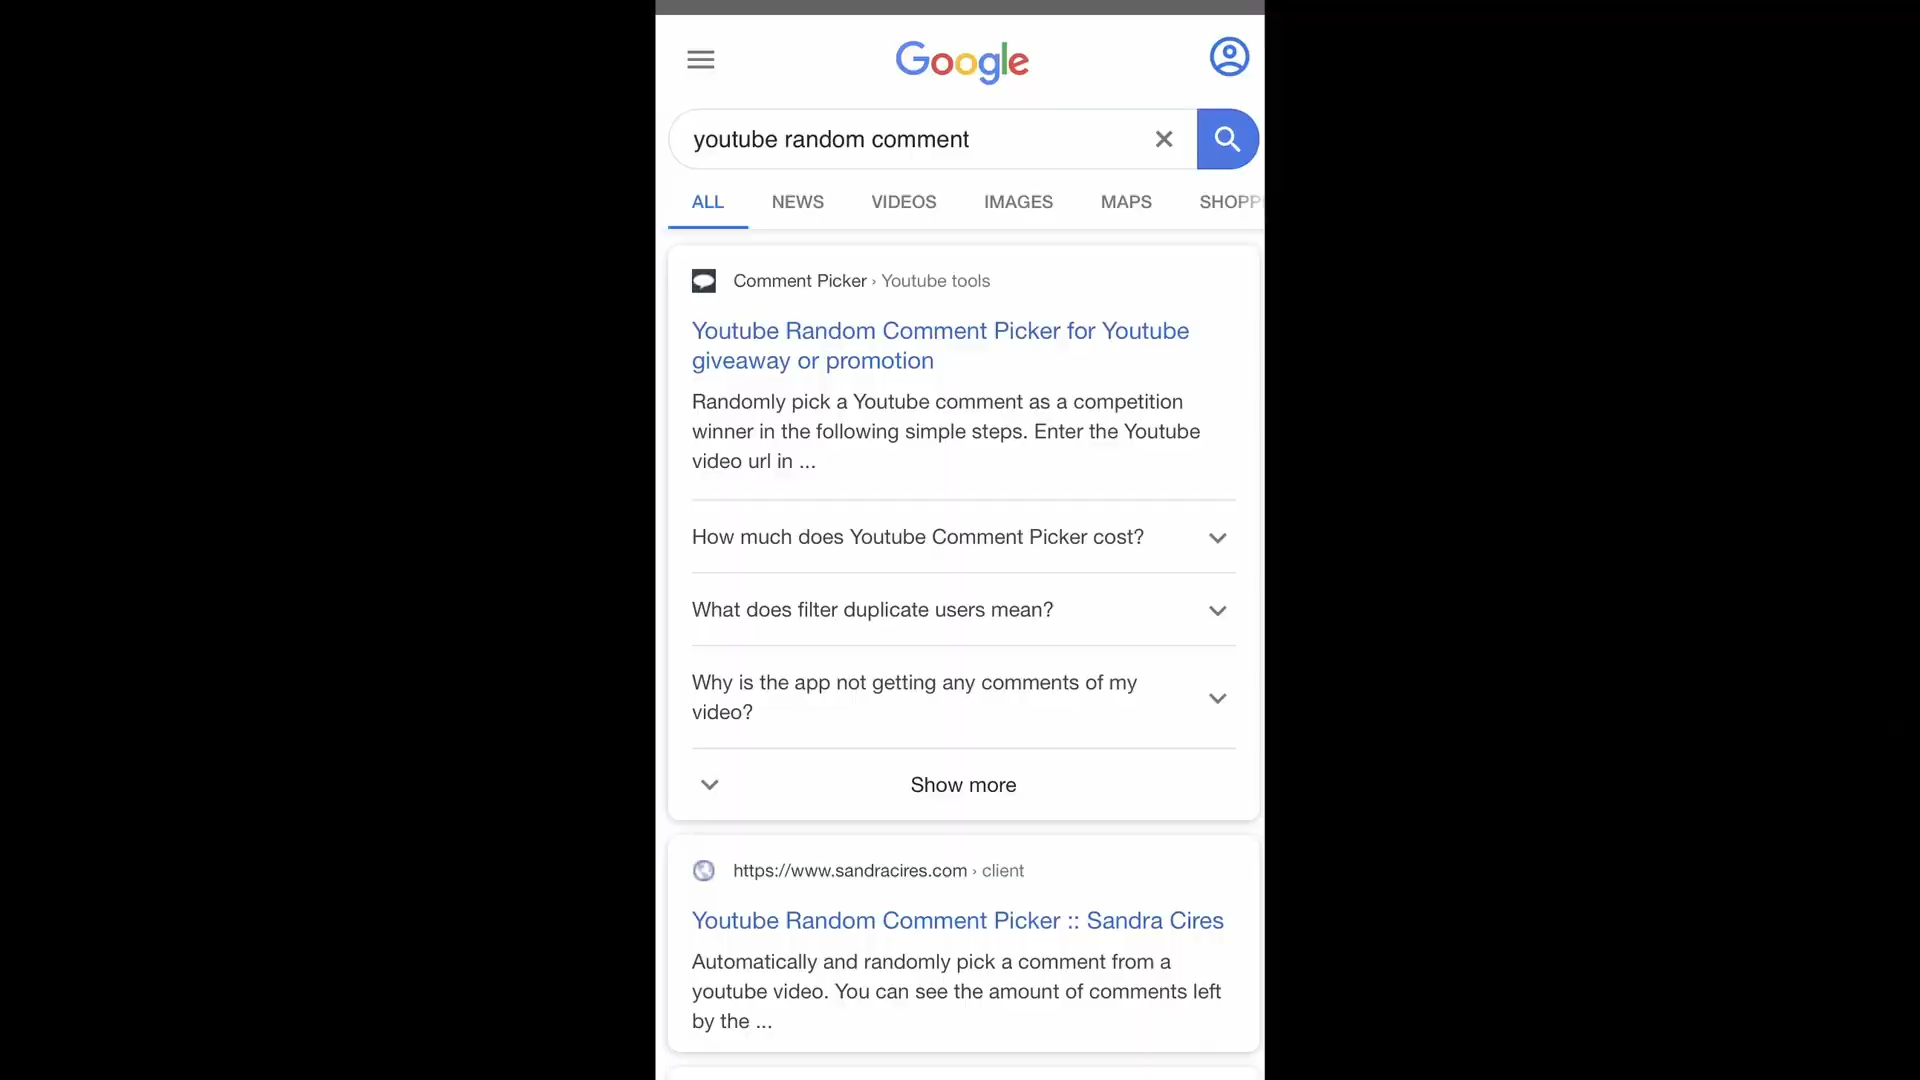 Google
youtube random comment
ALL NEWS VIDEOS IMAGES MAPS SHOPP
Comment Picker › Youtube tools
Youtube Random Comment Picker for Youtube
giveaway or promotion
Randomly pick a Youtube comment as a competition
winner in the following simple steps. Enter the Youtube
video url in ...
How much does Youtube Comment Picker cost?
What does filter duplicate users mean?
Why is the app not getting any comments of my
video?
Show more
https://www.sandracires.com › client
Youtube Random Comment Picker :: Sandra Cires
Automatically and randomly pick a comment from a
youtube video. You can see the amount of comments left
by the ...